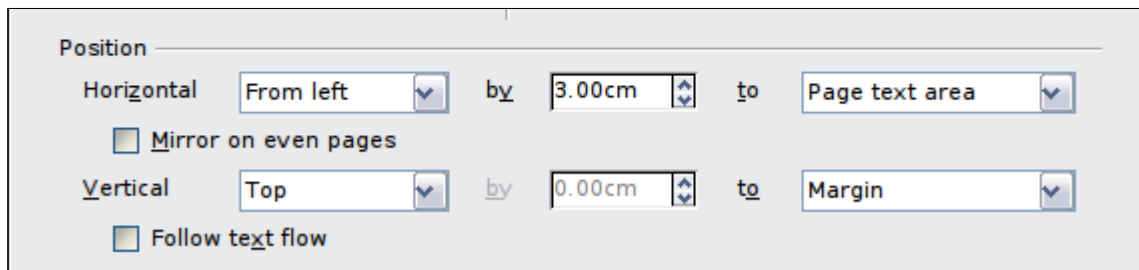 Position
Horizontal From left by 3.00cm to Page text area
Mirror on even pages
Vertical Top by 0.00cm to Margin
Follow text flow